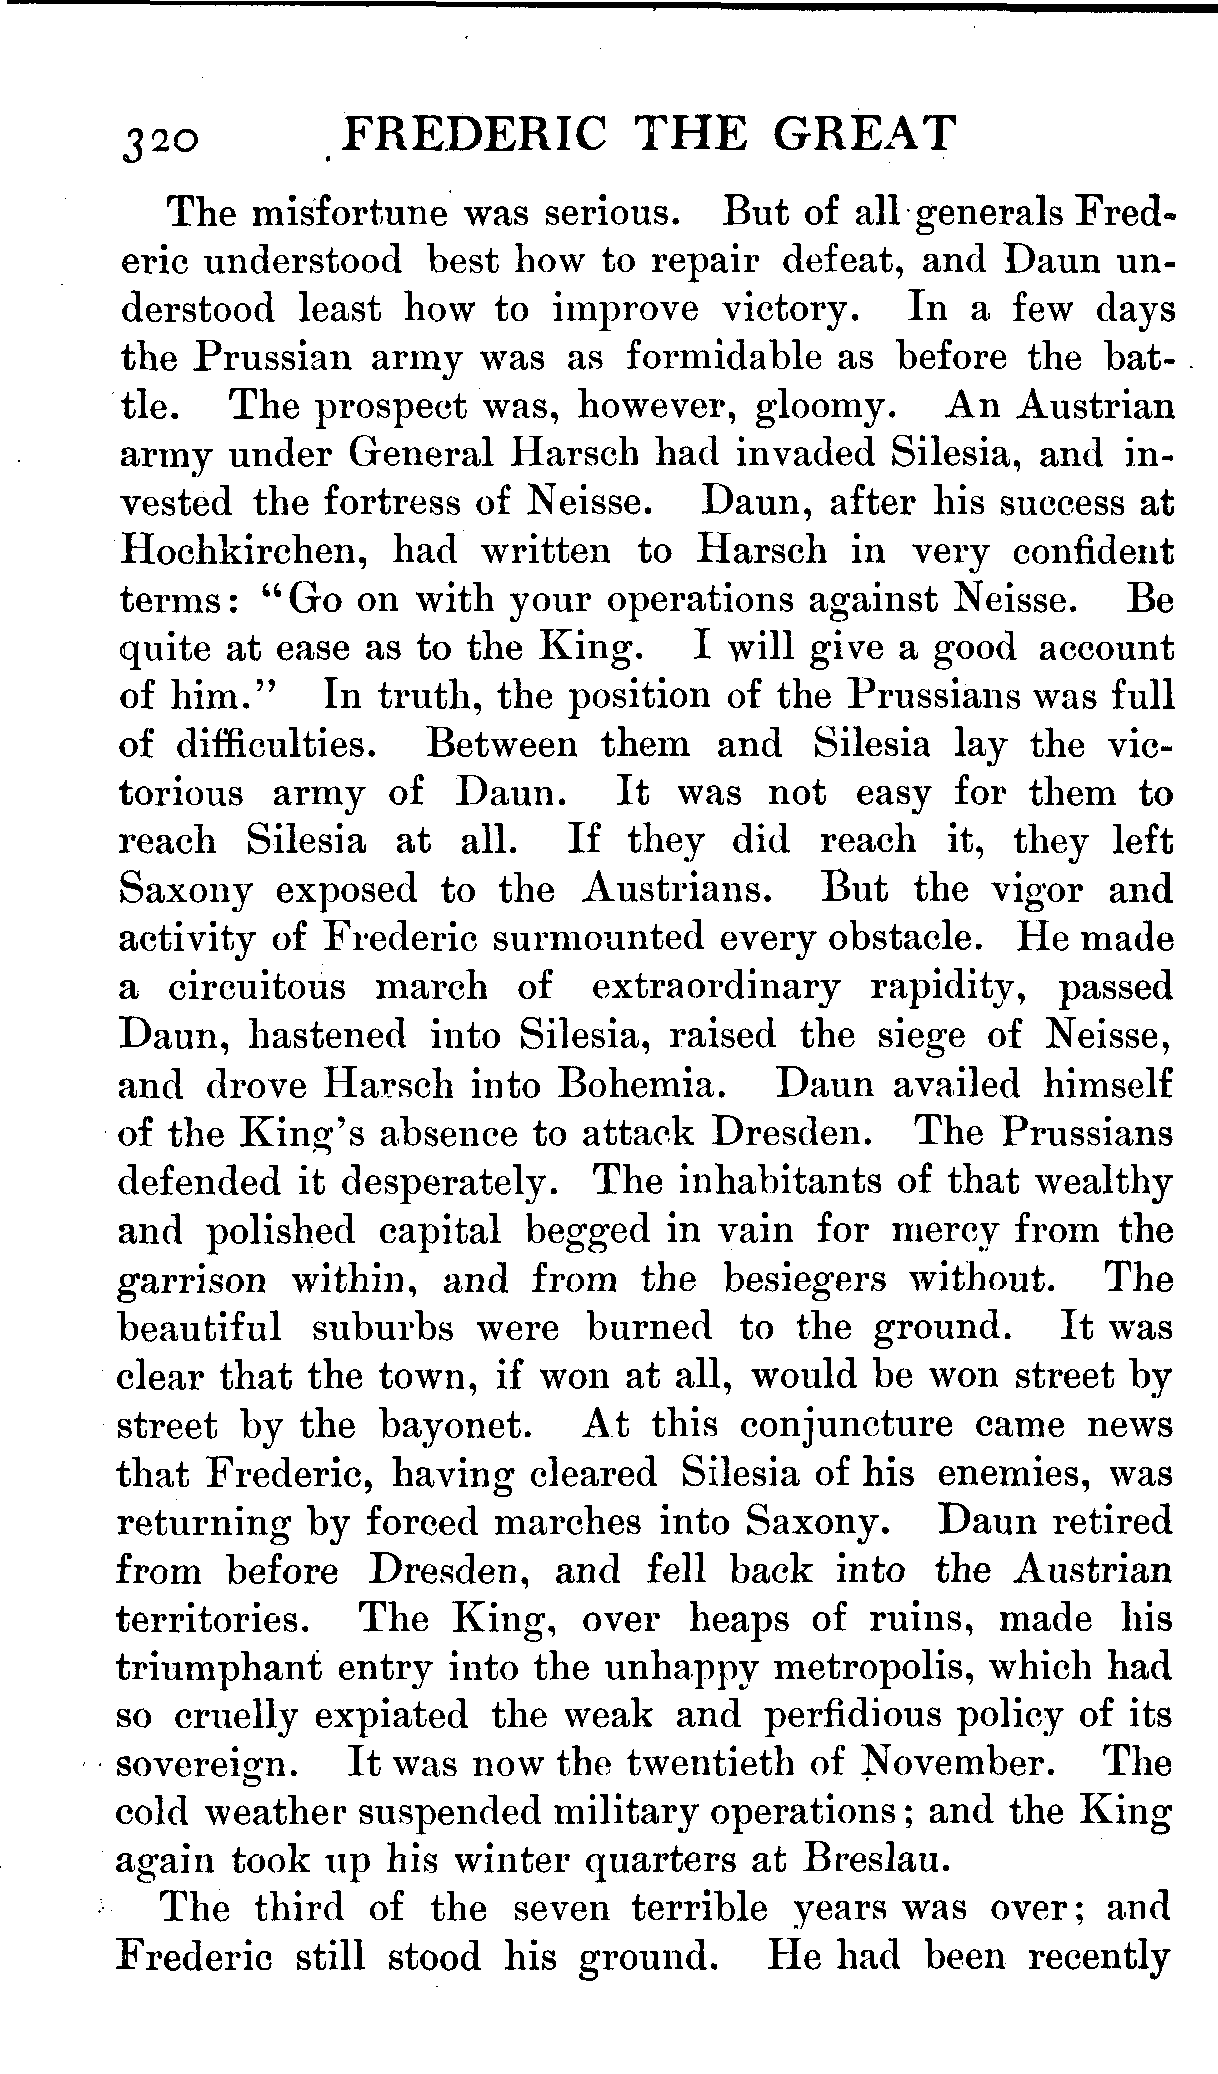 320 FREDERIC THE GREAT
The misfortune was serious. But of all generals Fred-
eric understood best how to repair defeat, and Daun un-
derstood least how to improve victory. In a few days
the Prussian army was as formidable as before the bat-
tle. The prospect was, however, gloomy. An Austrian
army under General Harsch had invaded Silesia, and in-
vested the fortress of Neisse. Daun, after his success at
Hochkirchen, had written to Harsch in very confident
terms: "Go on with your operations against Neisse. Be
quite at ease as to the King. I will give a good account
of him." In truth, the position of the Prussians was full
of difficulties. Between them and Silesia lay the vic-
torious army of Daun. It was not easy for them to
reach Silesia at all. If they did reach it, they left
Saxony exposed to the Austrians. But the vigor and
activity of Frederic surmounted every obstacle. He made
a circuitous march of extraordinary rapidity, passed
Daun, hastened into Silesia, raised the siege of Neisse,
and drove Harsch into Bohemia. Daun availed himself
of the King's absence to attack Dresden. The Prussians
defended it desperately. The inhabitants of that wealthy
and polished capital begged in vain for mercy from the
garrison within, and from the besiegers without. The
beautiful suburbs were burned to the ground. It was
clear that the town, if won at all, would be won street by
street by the bayonet. At this conjuncture came news
that Frederic, having cleared Silesia of his enemies, was
returning by forced marches into Saxony. Daun retired
from before Dresden, and fell back into the Austrian
territories. The King, over heaps of ruins, made his
triumphant entry into the unhappy metropolis, which had
so cruelly expiated the weak and perfidious policy of its
sovereign. It was now the twentieth of November. The
cold weather suspended military operations; and the King
again took up his winter quarters at Breslau.
The third of the seven terrible years was over; and
Frederic still stood his ground. He had been recently